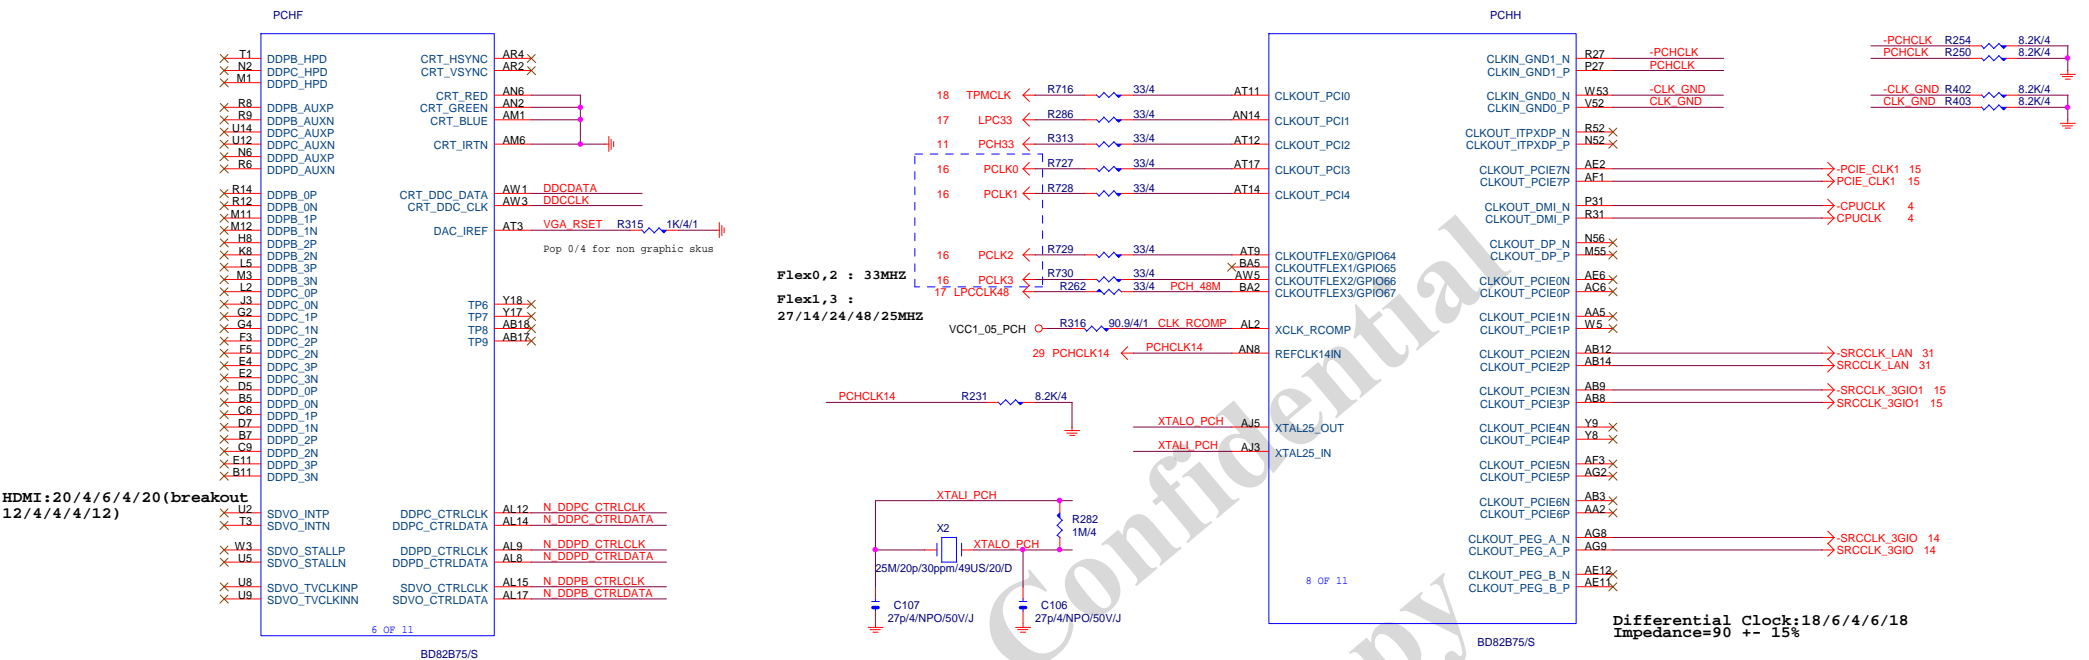 PCHF
T1 DDPB_HPD CRT_HSYNC AR4
N2 DDPC_HPD CRT_VSYNC AR2
M1 DDPD_HPD
CRT_RED AN6
R8 DDPB_AUXP CRT_GREEN AN2
R9 DDPB_AUXN CRT_BLUE AM1
U14 DDPC_AUXP
U12 DDPC_AUXN CRT_IRTN AM6
N6 DDPD_AUXP
R6 DDPD_AUXN
R14 DDPB_0P CRT_DDC_DATA AW1 DDCDATA
R12 DDPB_0N CRT_DDC_CLK AW3 DDCCLK
M11 DDPB_1P
M12 DDPB_1N DAC_IREF AT3 VGA_RSET R315 1K/4/1
H8 DDPB_2P
Pop 0/4 for non graphic skus
K8 DDPB_2N
L5 DDPB_3P
M3 DDPB_3N
L2 DDPC_0P
J3 DDPC_0N TP6 Y18
G2 DDPC_1P TP7 Y17
G4 DDPC_1N TP8 AB18
F3 DDPC_2P TP9 AB17
F5 DDPC_2N
E4 DDPC_3P
E2 DDPC_3N
D5 DDPD_0P
B5 DDPD_0N
C6 DDPD_1P
D7 DDPD_1N
B7 DDPD_2P
C9 DDPD_2N
E11 DDPD_3P
B11 DDPD_3N
HDMI:20/4/6/4/20(breakout
12/4/4/4/12)
U2 SDVO_INTP DDPC_CTRLCLK AL12 N_DDPC_CTRLCLK
T3 SDVO_INTN DDPC_CTRLDATA AL14 N_DDPC_CTRLDATA
W3 SDVO_STALLP DDPD_CTRLCLK AL9 N_DDPD_CTRLCLK
U5 SDVO_STALLN DDPD_CTRLDATA AL8 N_DDPD_CTRLDATA
U8 SDVO_TVCLKINP SDVO_CTRLCLK AL15 N_DDPB_CTRLCLK
U9 SDVO_TVCLKINN SDVO_CTRLDATA AL17 N_DDPB_CTRLDATA
6 OF 11
BD82B75/S
PCHH
18 TPMCLK R716 33/4 AT11 CLKOUT_PCI0
17 LPC33 R286 33/4 AN14 CLKOUT_PCI1
11 PCH33 R313 33/4 AT12 CLKOUT_PCI2
16 PCLK0 R727 33/4 AT17 CLKOUT_PCI3
16 PCLK1 R728 33/4 AT14 CLKOUT_PCI4
16 PCLK2 R729 33/4 AT9 CLKOUTFLEX0/GPIO64
BA5 CLKOUTFLEX1/GPIO65
16 PCLK3 R730 33/4 AW5 CLKOUTFLEX2/GPIO66
17 LPCCLK48 R262 33/4 PCH_48M BA2 CLKOUTFLEX3/GPIO67
Flex0,2 : 33MHZ
Flex1,3 :
27/14/24/48/25MHZ
VCC1_05_PCH R316 90.9/4/1 CLK_RCOMP AL2 XCLK_RCOMP
29 PCHCLK14 PCHCLK14 AN8 REFCLK14IN
PCHCLK14 R231 8.2K/4
XTALO_PCH AJ5 XTAL25_OUT
XTALI_PCH AJ3 XTAL25_IN
XTALI_PCH
R282
1M/4
X2
XTALO_PCH
25M/20p/30ppm/49US/20/D
C107
27p/4/NPO/50V/J
C106
27p/4/NPO/50V/J
CLKIN_GND1_N R27 -PCHCLK
CLKIN_GND1_P P27 PCHCLK
CLKIN_GND0_N W53 -CLK_GND
CLKIN_GND0_P V52 CLK_GND
CLKOUT_ITPXDP_N R52
CLKOUT_ITPXDP_P N52
CLKOUT_PCIE7N AE2 -PCIE_CLK1 15
CLKOUT_PCIE7P AF1 PCIE_CLK1 15
CLKOUT_DMI_N P31 -CPUCLK 4
CLKOUT_DMI_P R31 CPUCLK 4
CLKOUT_DP_N N56
CLKOUT_DP_P M55
CLKOUT_PCIE0N AE6
CLKOUT_PCIE0P AC6
CLKOUT_PCIE1N AA5
CLKOUT_PCIE1P W5
CLKOUT_PCIE2N AB12 -SRCCLK_LAN 31
CLKOUT_PCIE2P AB14 SRCCLK_LAN 31
CLKOUT_PCIE3N AB9 -SRCCLK_3GIO1 15
CLKOUT_PCIE3P AB8 SRCCLK_3GIO1 15
CLKOUT_PCIE4N Y9
CLKOUT_PCIE4P Y8
CLKOUT_PCIE5N AF3
CLKOUT_PCIE5P AG2
CLKOUT_PCIE6N AB3
CLKOUT_PCIE6P AA2
CLKOUT_PEG_A_N AG8 -SRCCLK_3GIO 14
CLKOUT_PEG_A_P AG9 SRCCLK_3GIO 14
CLKOUT_PEG_B_N AE12
CLKOUT_PEG_B_P AE11
8 OF 11
BD82B75/S
-PCHCLK R254 8.2K/4
PCHCLK R250 8.2K/4
-CLK_GND R402 8.2K/4
CLK_GND R403 8.2K/4
Differential Clock:18/6/4/6/18
Impedance=90 +- 15%
Confidential